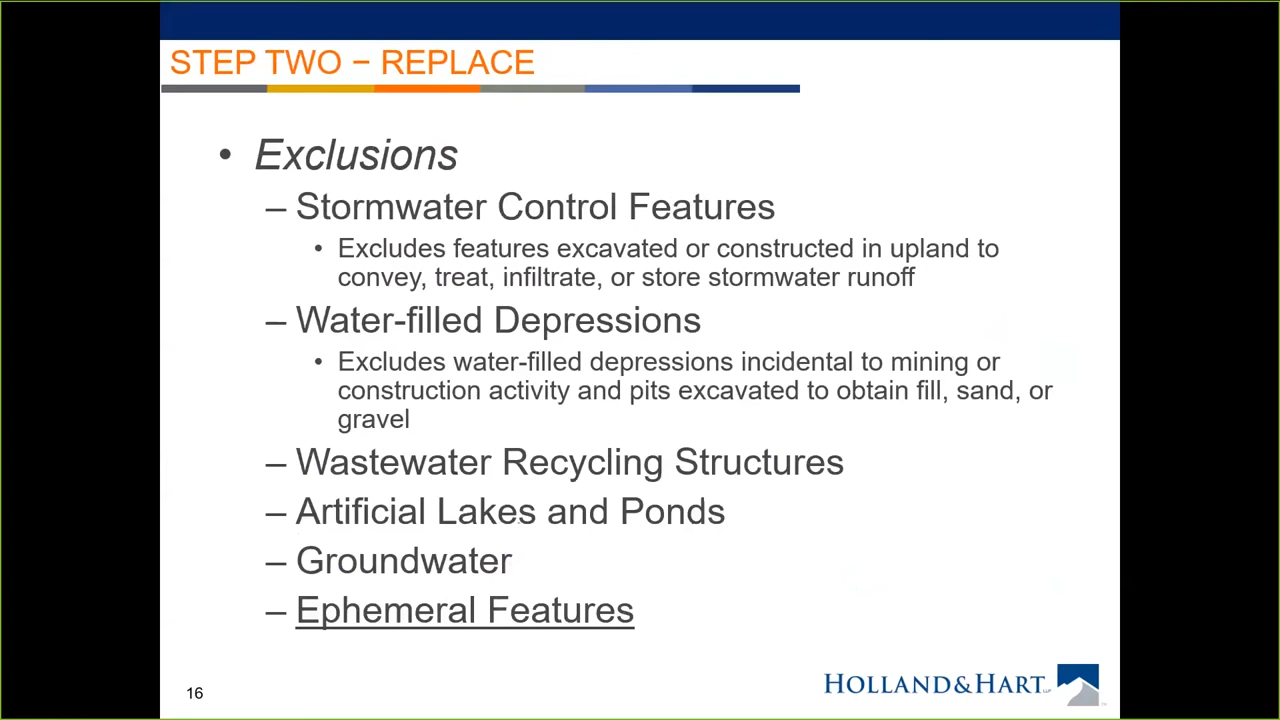 STEP TWO − REPLACE
• Exclusions
– Stormwater Control Features
• Excludes features excavated or constructed in upland to
convey, treat, infiltrate, or store stormwater runoff
– Water-filled Depressions
• Excludes water-filled depressions incidental to mining or
construction activity and pits excavated to obtain fill, sand, or
gravel
– Wastewater Recycling Structures
– Artificial Lakes and Ponds
– Groundwater
– Ephemeral Features
16
HOLLAND&HART LLP